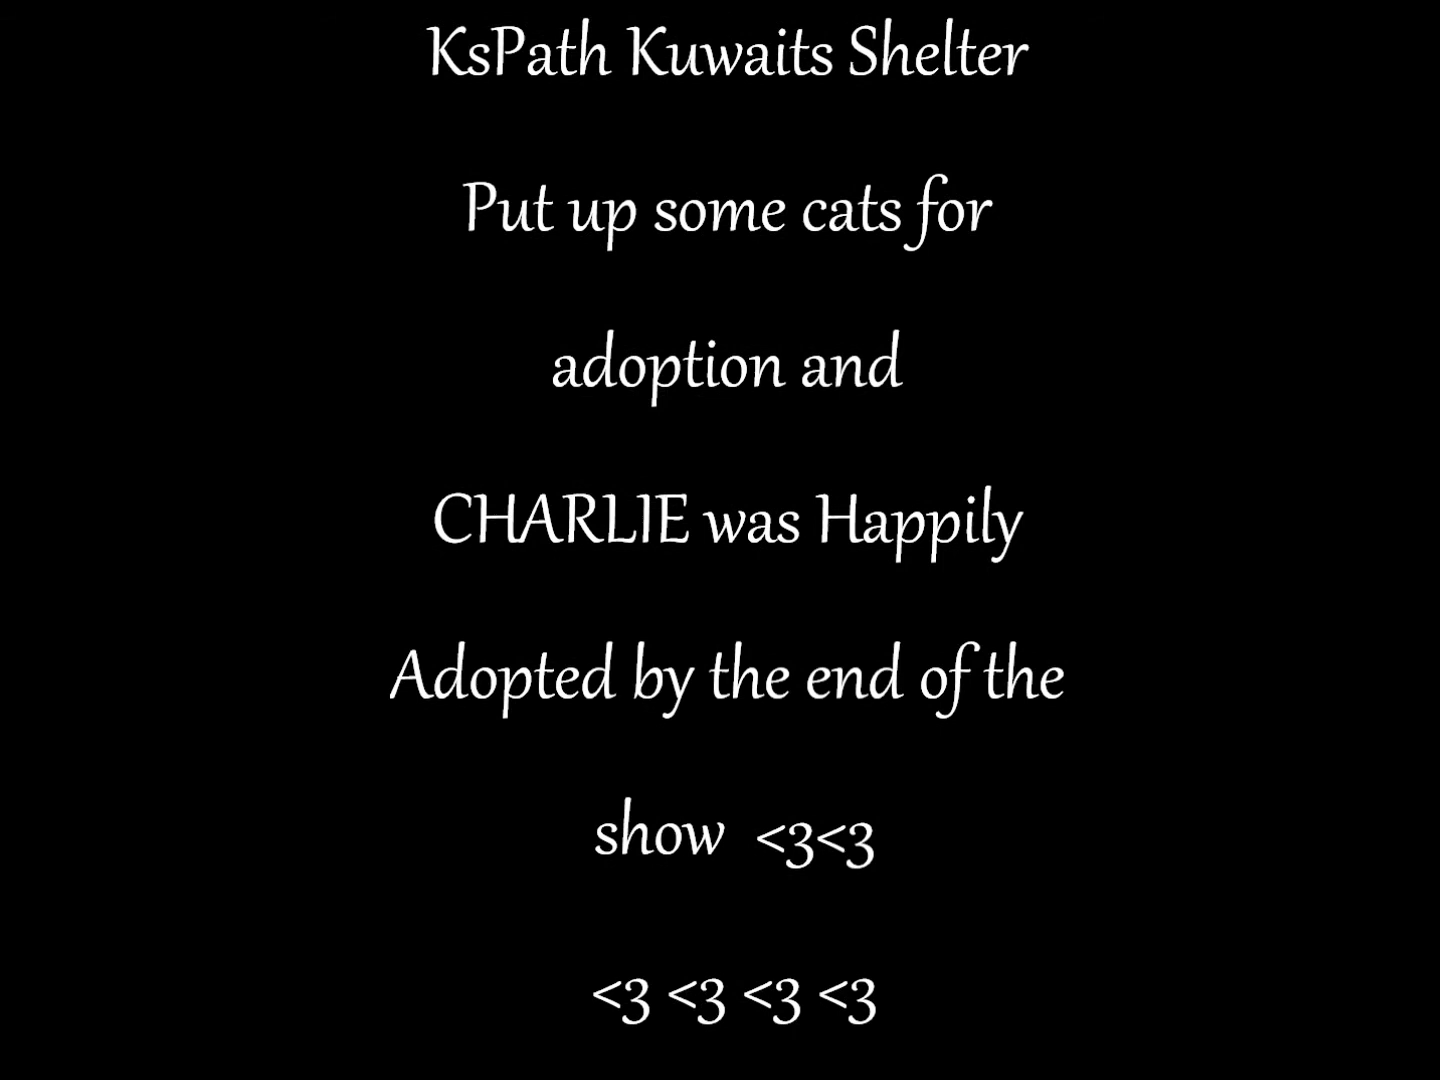 KsPath Kuwaits Shelter
Put up some cats for
adoption and
CHARLIE was Happily
Adopted by the end of the
show <3<3
<3 <3 <3 <3